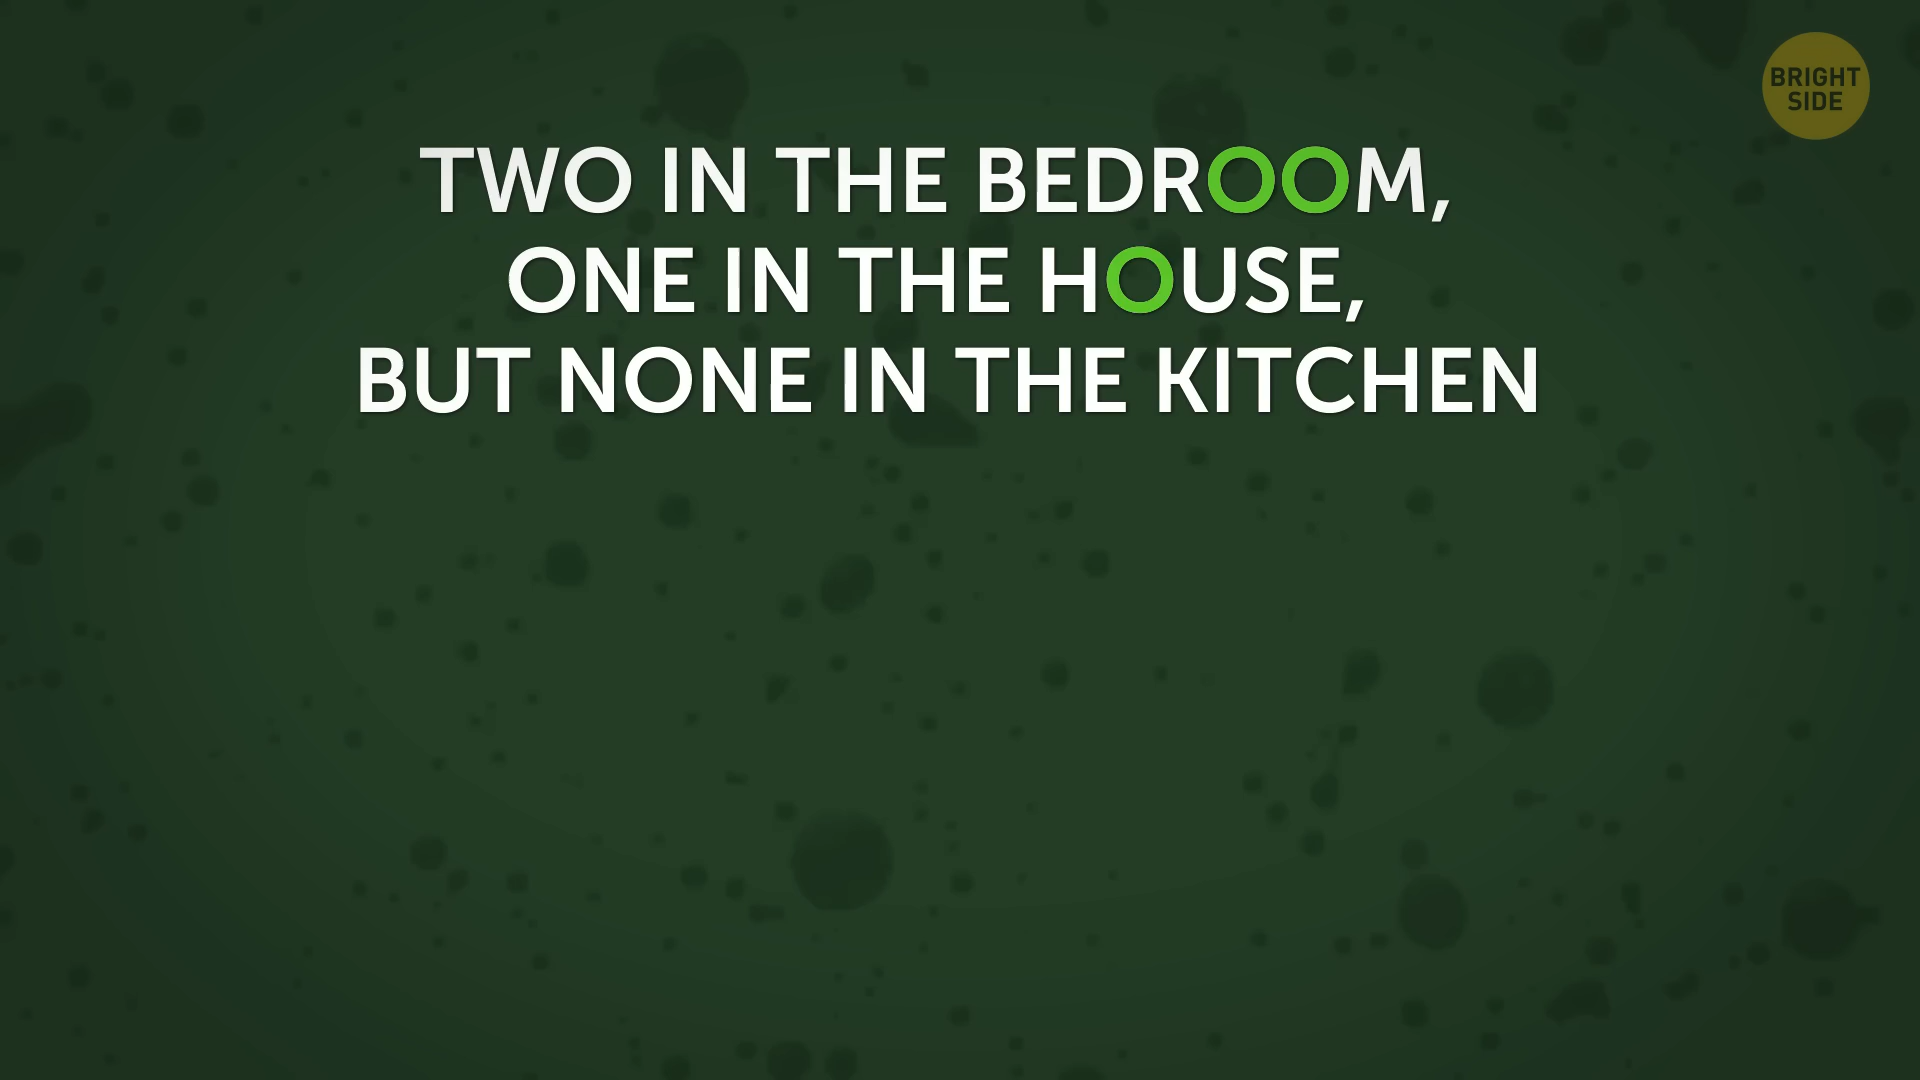 BRIGHT
SIDE
TWO IN THE BEDROOM,
ONE IN THE HOUSE,
BUT NONE IN THE KITCHEN